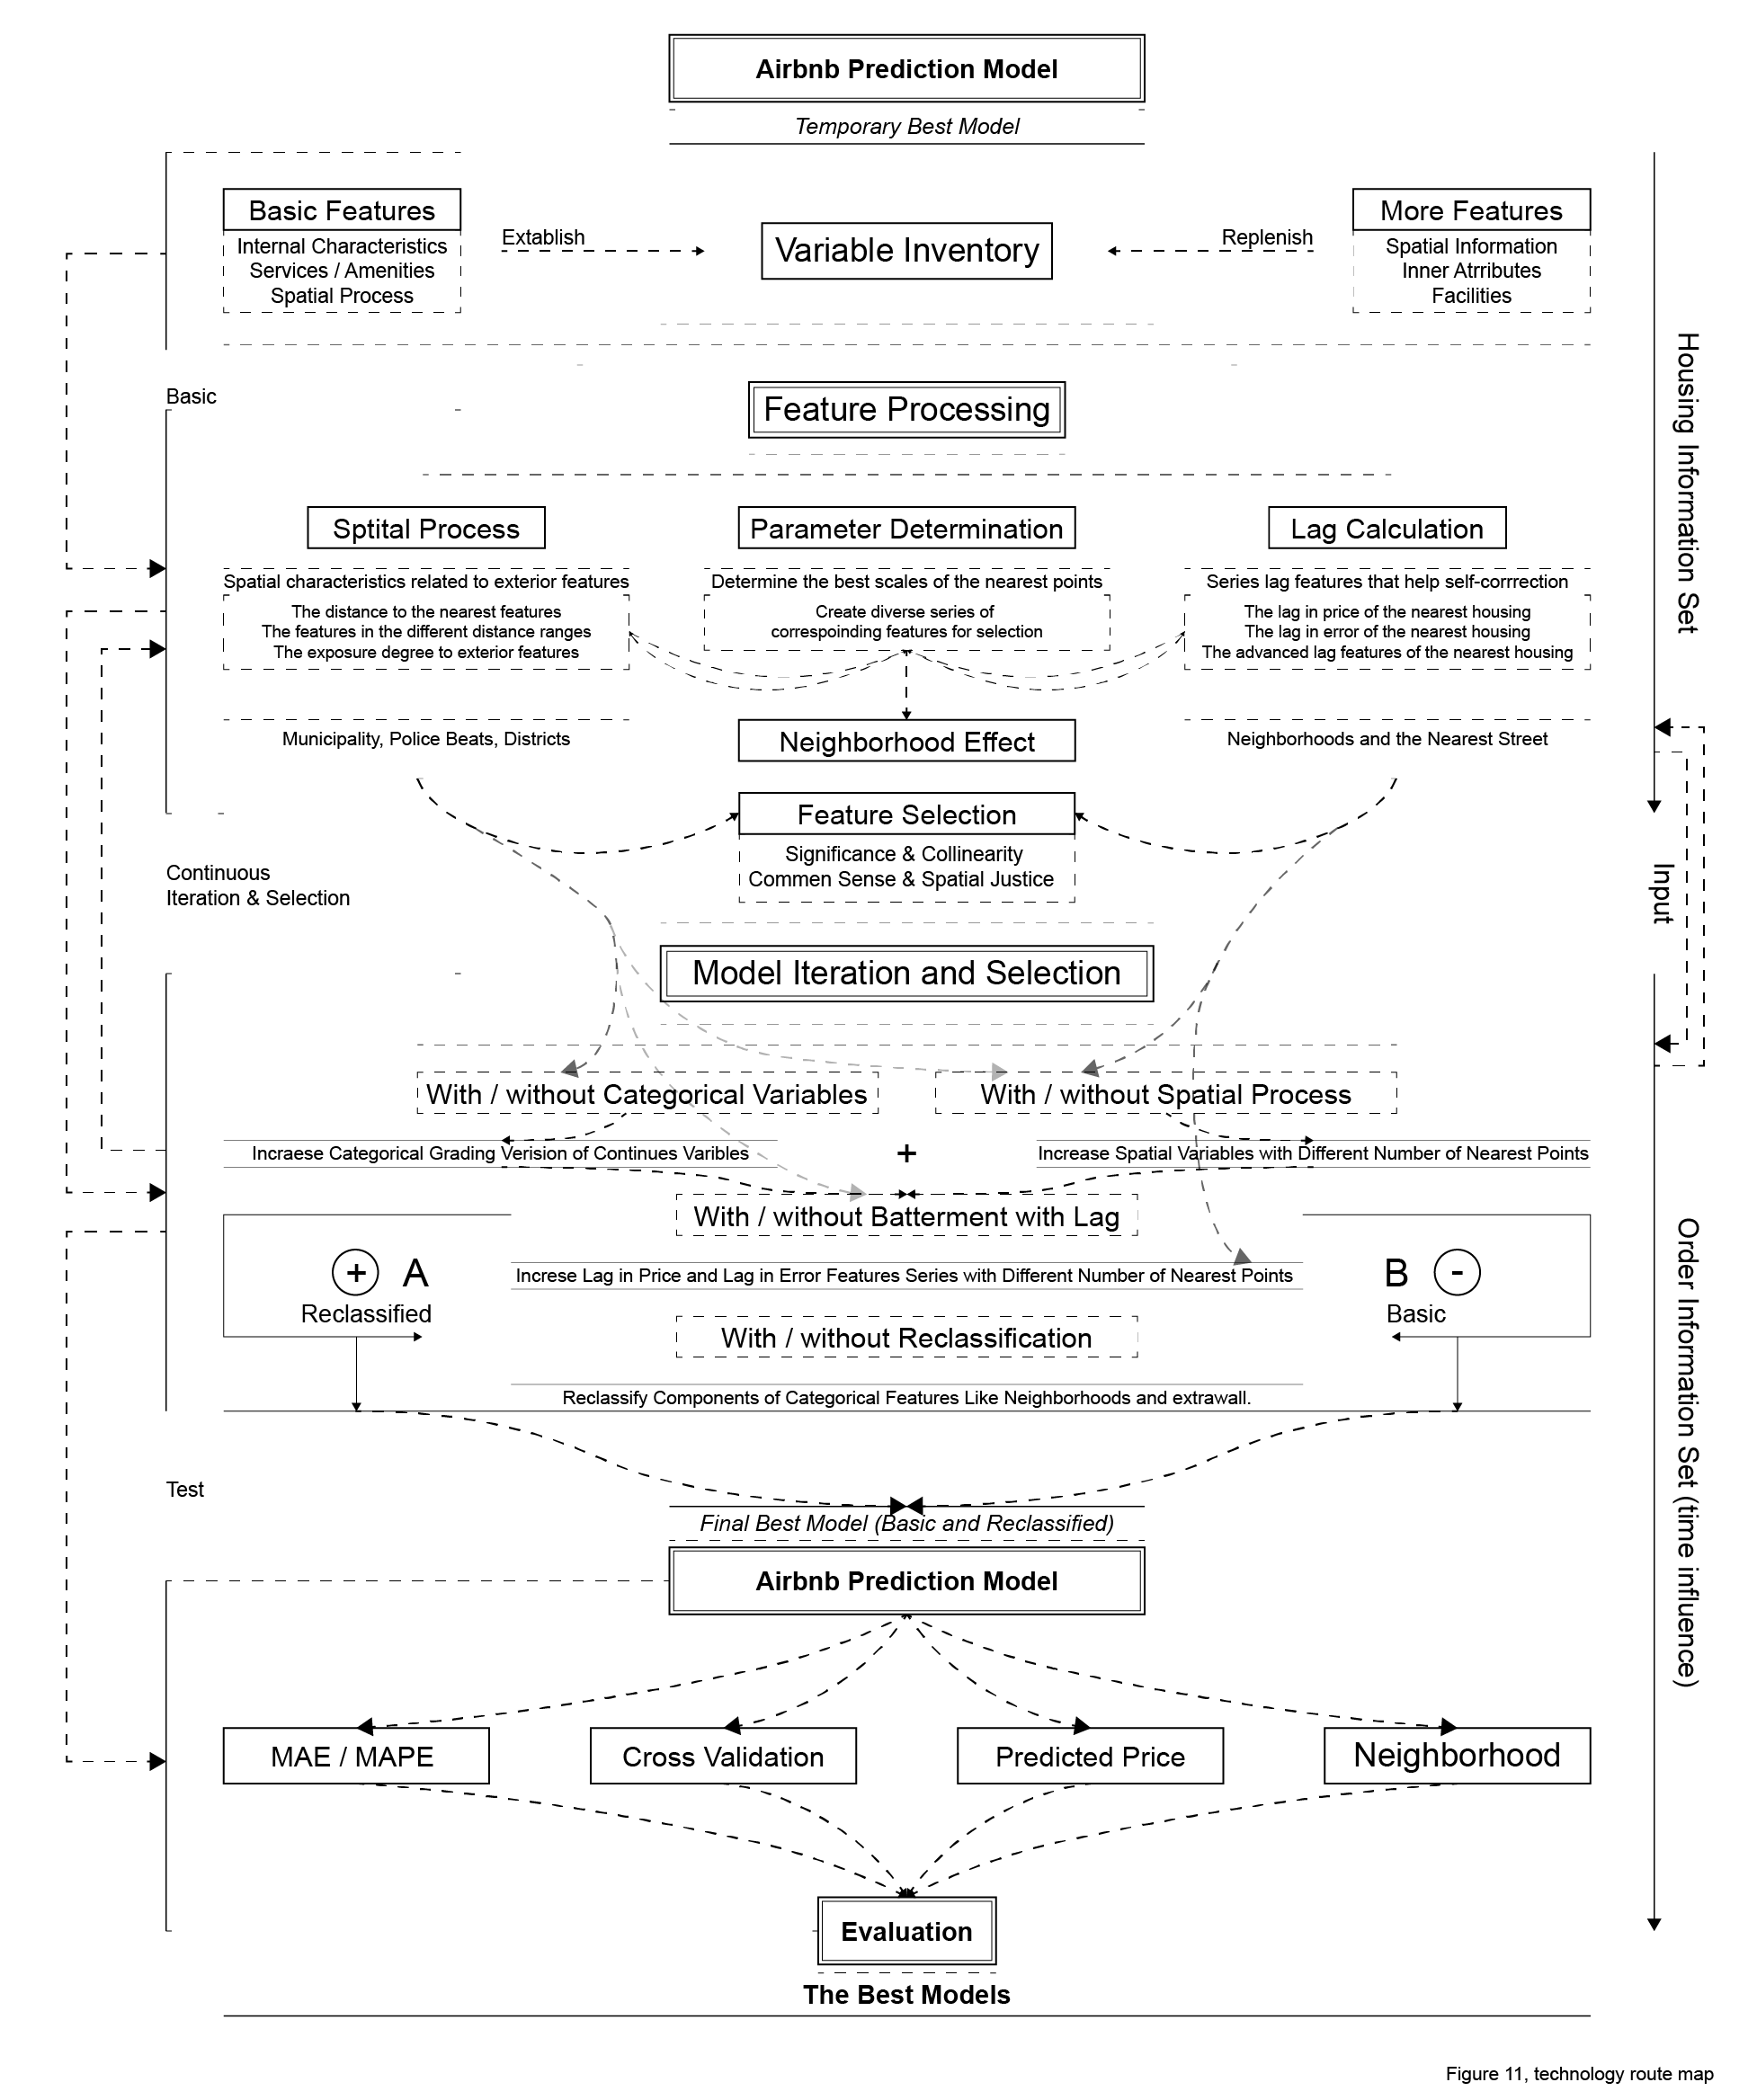 Airbnb Prediction Model
Temporary Best Model
Basic Features
Internal Characteristics
Services / Amenities
Spatial Process
Extablish
Variable Inventory
Replenish
More Features
Spatial Information
Inner Atrributes
Facilities
Housing Information Set
Basic
Feature Processing
Sptital Process
Spatial characteristics related to exterior features
The distance to the nearest features
The features in the different distance ranges
The exposure degree to exterior features
Parameter Determination
Determine the best scales of the nearest points
Create diverse series of
correspoinding features for selection
Lag Calculation
Series lag features that help self-corrrection
The lag in price of the nearest housing
The lag in error of the nearest housing
The advanced lag features of the nearest housing
Municipality, Police Beats, Districts
Neighborhood Effect
Neighborhoods and the Nearest Street
Feature Selection
Significance & Collinearity
Commen Sense & Spatial Justice
Continuous
Iteration & Selection
Input
Model Iteration and Selection
With / without Categorical Variables
With / without Spatial Process
Incraese Categorical Grading Verision of Continues Varibles
+
Increase Spatial Variables with Different Number of Nearest Points
With / without Batterment with Lag
+ A
Reclassified
Increse Lag in Price and Lag in Error Features Series with Different Number of Nearest Points
B -
Basic
With / without Reclassification
Reclassify Components of Categorical Features Like Neighborhoods and extrawall.
Order Information Set (time influence)
Test
Final Best Model (Basic and Reclassified)
Airbnb Prediction Model
MAE / MAPE
Cross Validation
Predicted Price
Neighborhood
Evaluation
The Best Models
Figure 11, technology route map